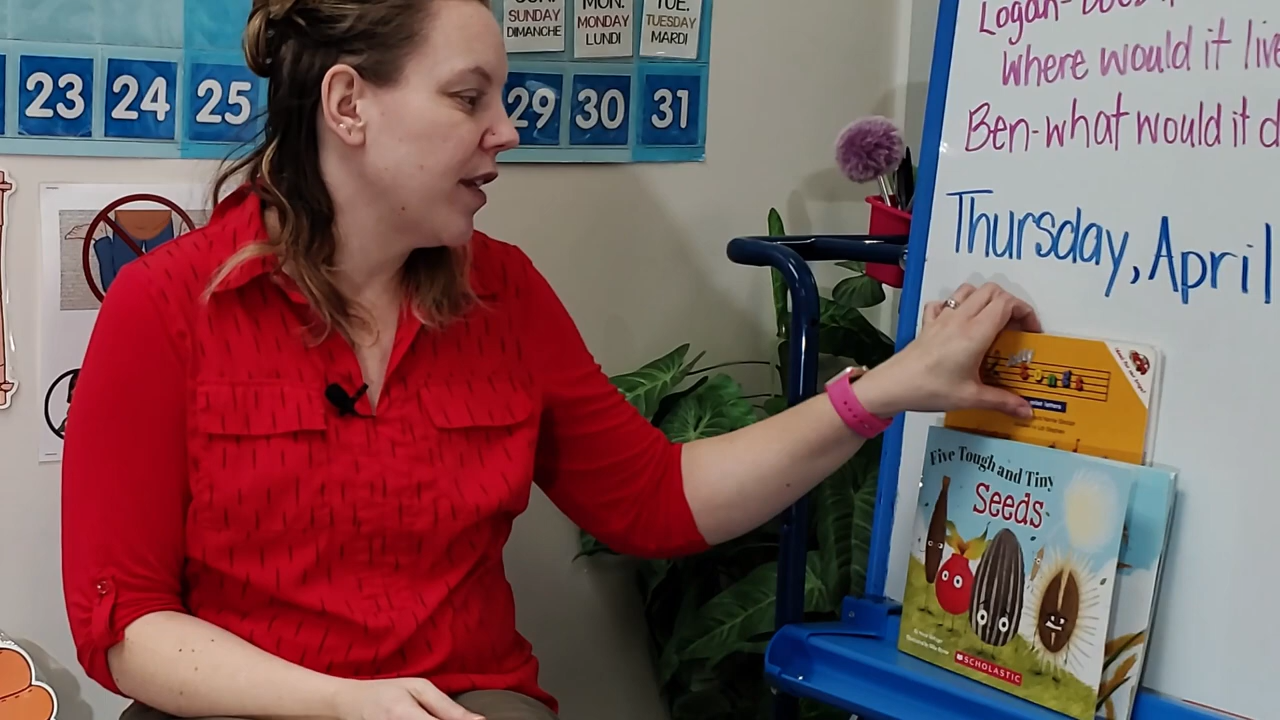 SUNDAY
DIMANCHE
MON.
MONDAY
LUNDI
TUE.
TUESDAY
MARDI
23 24 25 29 30 31
Logan-
where would it live
Ben-what would it d
Thursday, April
Five Tough and Tiny
Seeds
SCHOLASTIC